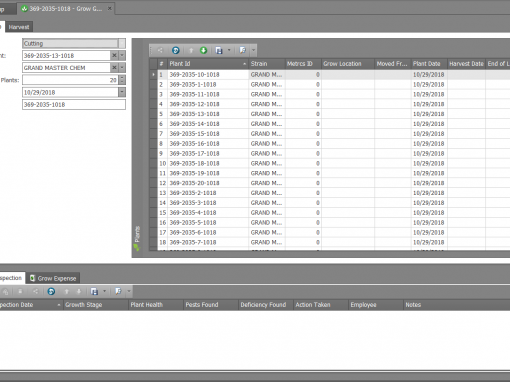 369-2035-1018 - Grow G...
Harvest
Cutting
369-2035-13-1018
GRAND MASTER CHEM
Plants: 20
10/29/2018
369-2035-1018
Plants
# Plant Id Strain Metrcs ID Grow Location Moved Fr... Plant Date Harvest Date End of L
1 369-2035-10-1018 GRAND M... 0 10/29/2018
2 369-2035-1-1018 GRAND M... 0 10/29/2018
3 369-2035-11-1018 GRAND M... 0 10/29/2018
4 369-2035-12-1018 GRAND M... 0 10/29/2018
5 369-2035-13-1018 GRAND M... 0 10/29/2018
6 369-2035-14-1018 GRAND M... 0 10/29/2018
7 369-2035-15-1018 GRAND M... 0 10/29/2018
8 369-2035-16-1018 GRAND M... 0 10/29/2018
9 369-2035-17-1018 GRAND M... 0 10/29/2018
10 369-2035-18-1018 GRAND M... 0 10/29/2018
11 369-2035-19-1018 GRAND M... 0 10/29/2018
12 369-2035-20-1018 GRAND M... 0 10/29/2018
13 369-2035-2-1018 GRAND M... 0 10/29/2018
14 369-2035-3-1018 GRAND M... 0 10/29/2018
15 369-2035-4-1018 GRAND M... 0 10/29/2018
16 369-2035-5-1018 GRAND M... 0 10/29/2018
17 369-2035-6-1018 GRAND M... 0 10/29/2018
18 369-2035-7-1018 GRAND M... 0 10/29/2018
spection Grow Expense
spection Date Growth Stage Plant Health Pests Found Deficiency Found Action Taken Employee Notes